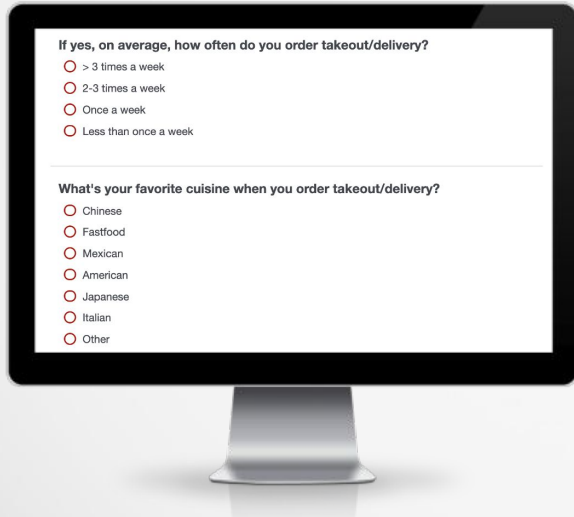 If yes, on average, how often do you order takeout/delivery?
> 3 times a week
2-3 times a week
Once a week
Less than once a week
What's your favorite cuisine when you order takeout/delivery?
Chinese
Fastfood
Mexican
American
Japanese
Italian
Other